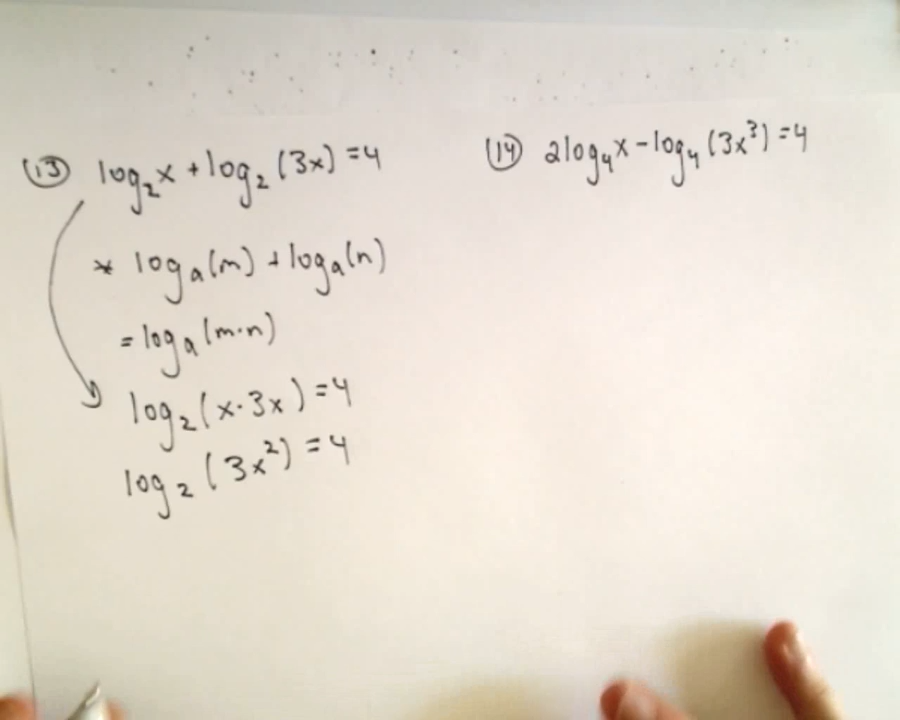 (13) log₂x + log₂(3x) = 4
* logₐ(m) + logₐ(n)
= logₐ(m·n)
log₂(x·3x) = 4
log₂(3x²) = 4
(14) 2log₄x - log₄(3x³) = 4